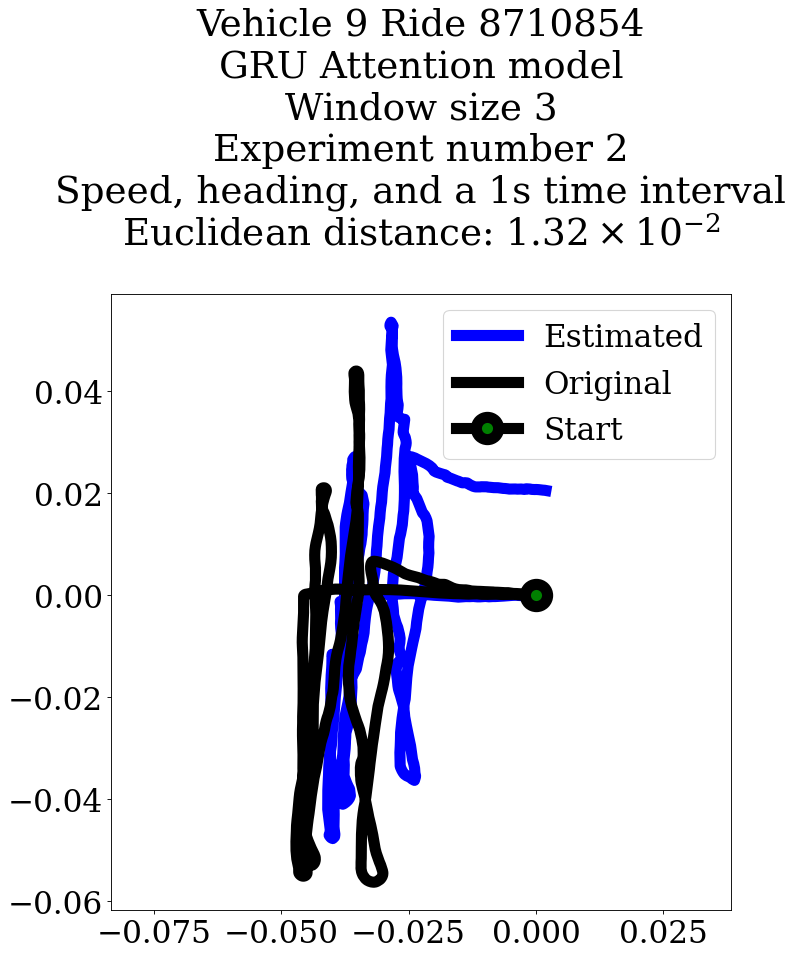 Vehicle 9 Ride 8710854
GRU Attention model
Window size 3
Experiment number 2
Speed, heading, and a 1s time interval
Euclidean distance: 1.32 × 10⁻²
Estimated
Original
Start
0.04
0.02
0.00
−0.02
−0.04
−0.06
−0.075 −0.050 −0.025 0.000 0.025